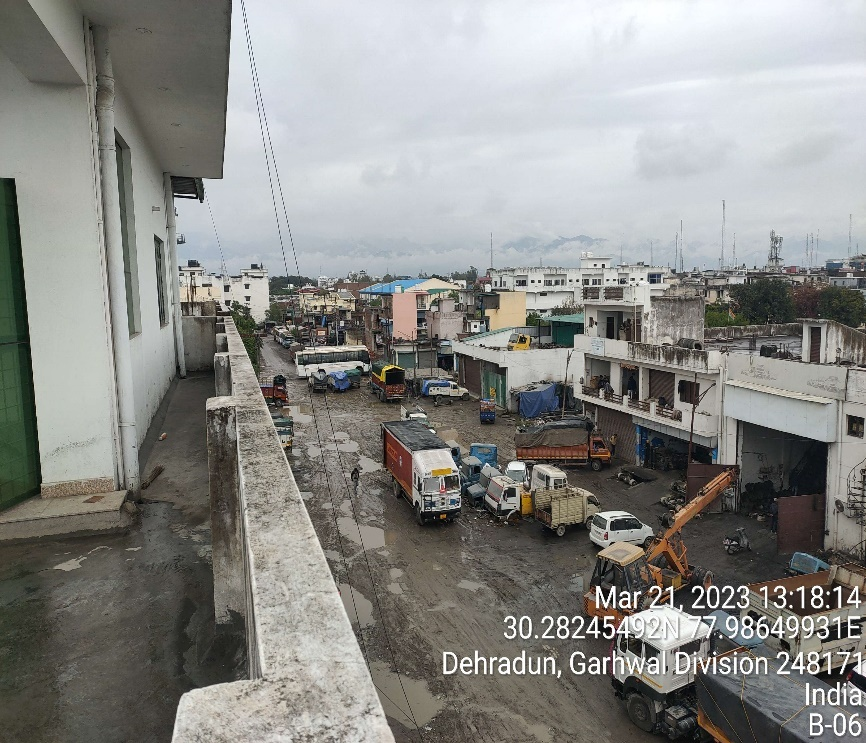 Mar 21, 2023 13:18:14
30.28245492N 77.98649931E
Dehradun, Garhwal Division 248171
India
B-06